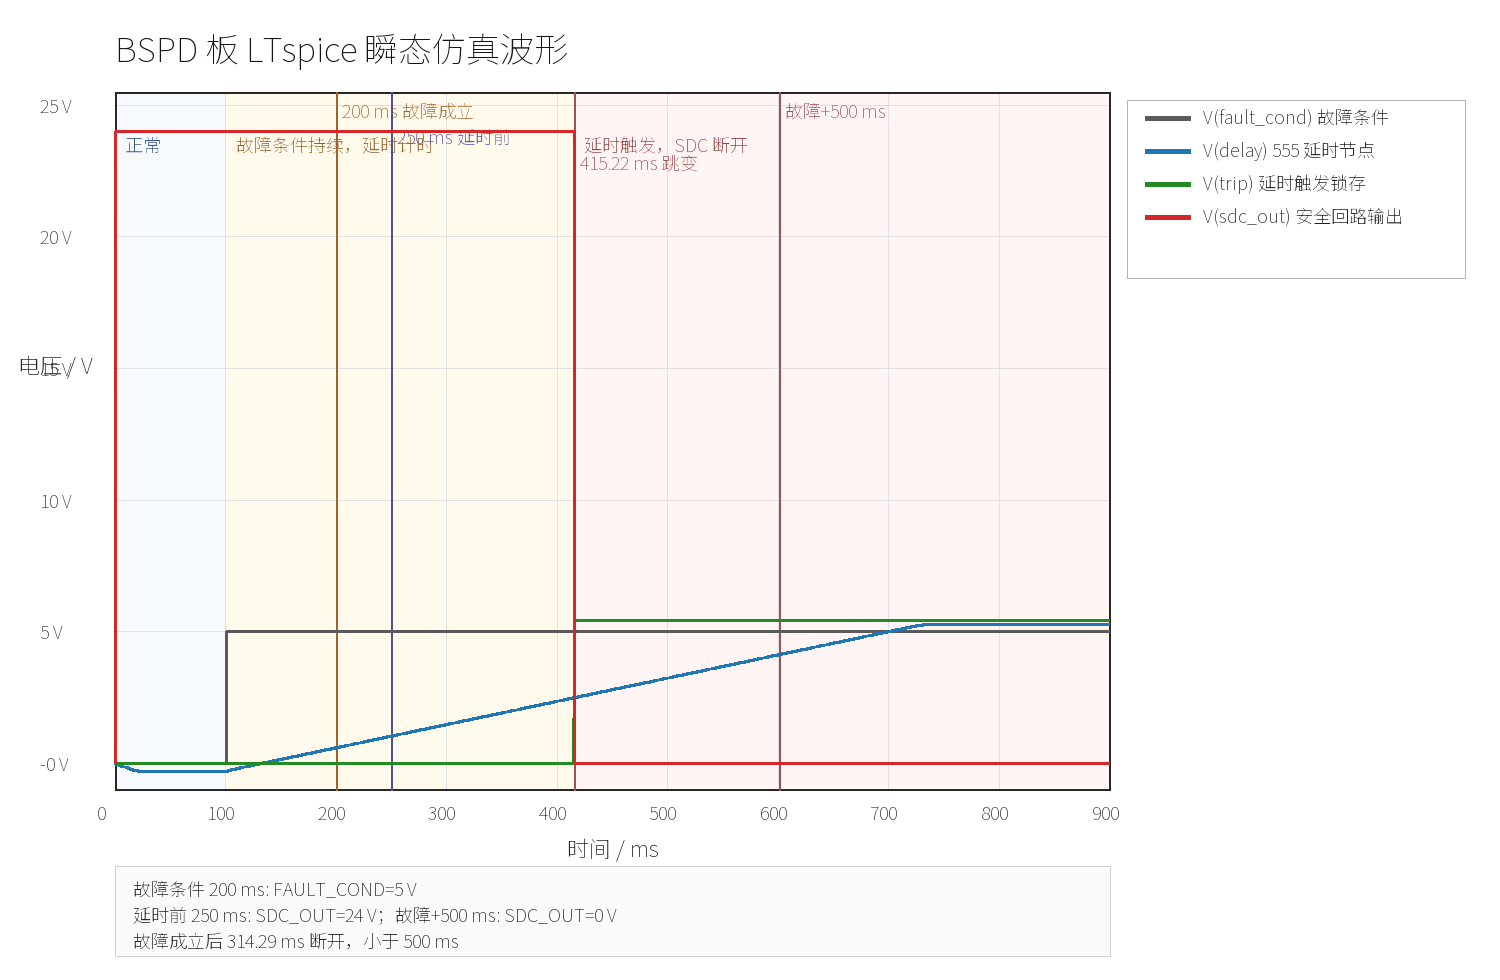 BSPD 板 LTspice 瞬态仿真波形
25 V
200 ms 故障成立
故障+500 ms
250 ms 延时前
正常
故障条件持续，延时计时
延时触发，SDC 断开
415.22 ms 跳变
V(fault_cond) 故障条件
V(delay) 555 延时节点
V(trip) 延时触发锁存
V(sdc_out) 安全回路输出
20 V
电压 / V
15 V
10 V
5 V
-0 V
0 100 200 300 400 500 600 700 800 900
时间 / ms
故障条件 200 ms: FAULT_COND=5 V
延时前 250 ms: SDC_OUT=24 V；故障+500 ms: SDC_OUT=0 V
故障成立后 314.29 ms 断开，小于 500 ms